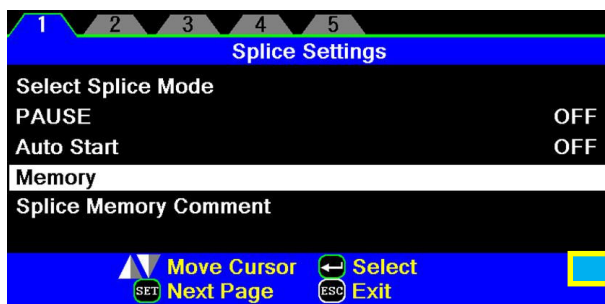 1 2 3 4 5
Splice Settings
Select Splice Mode
PAUSE OFF
Auto Start OFF
Memory
Splice Memory Comment
Move Cursor Select
SET Next Page ESC Exit